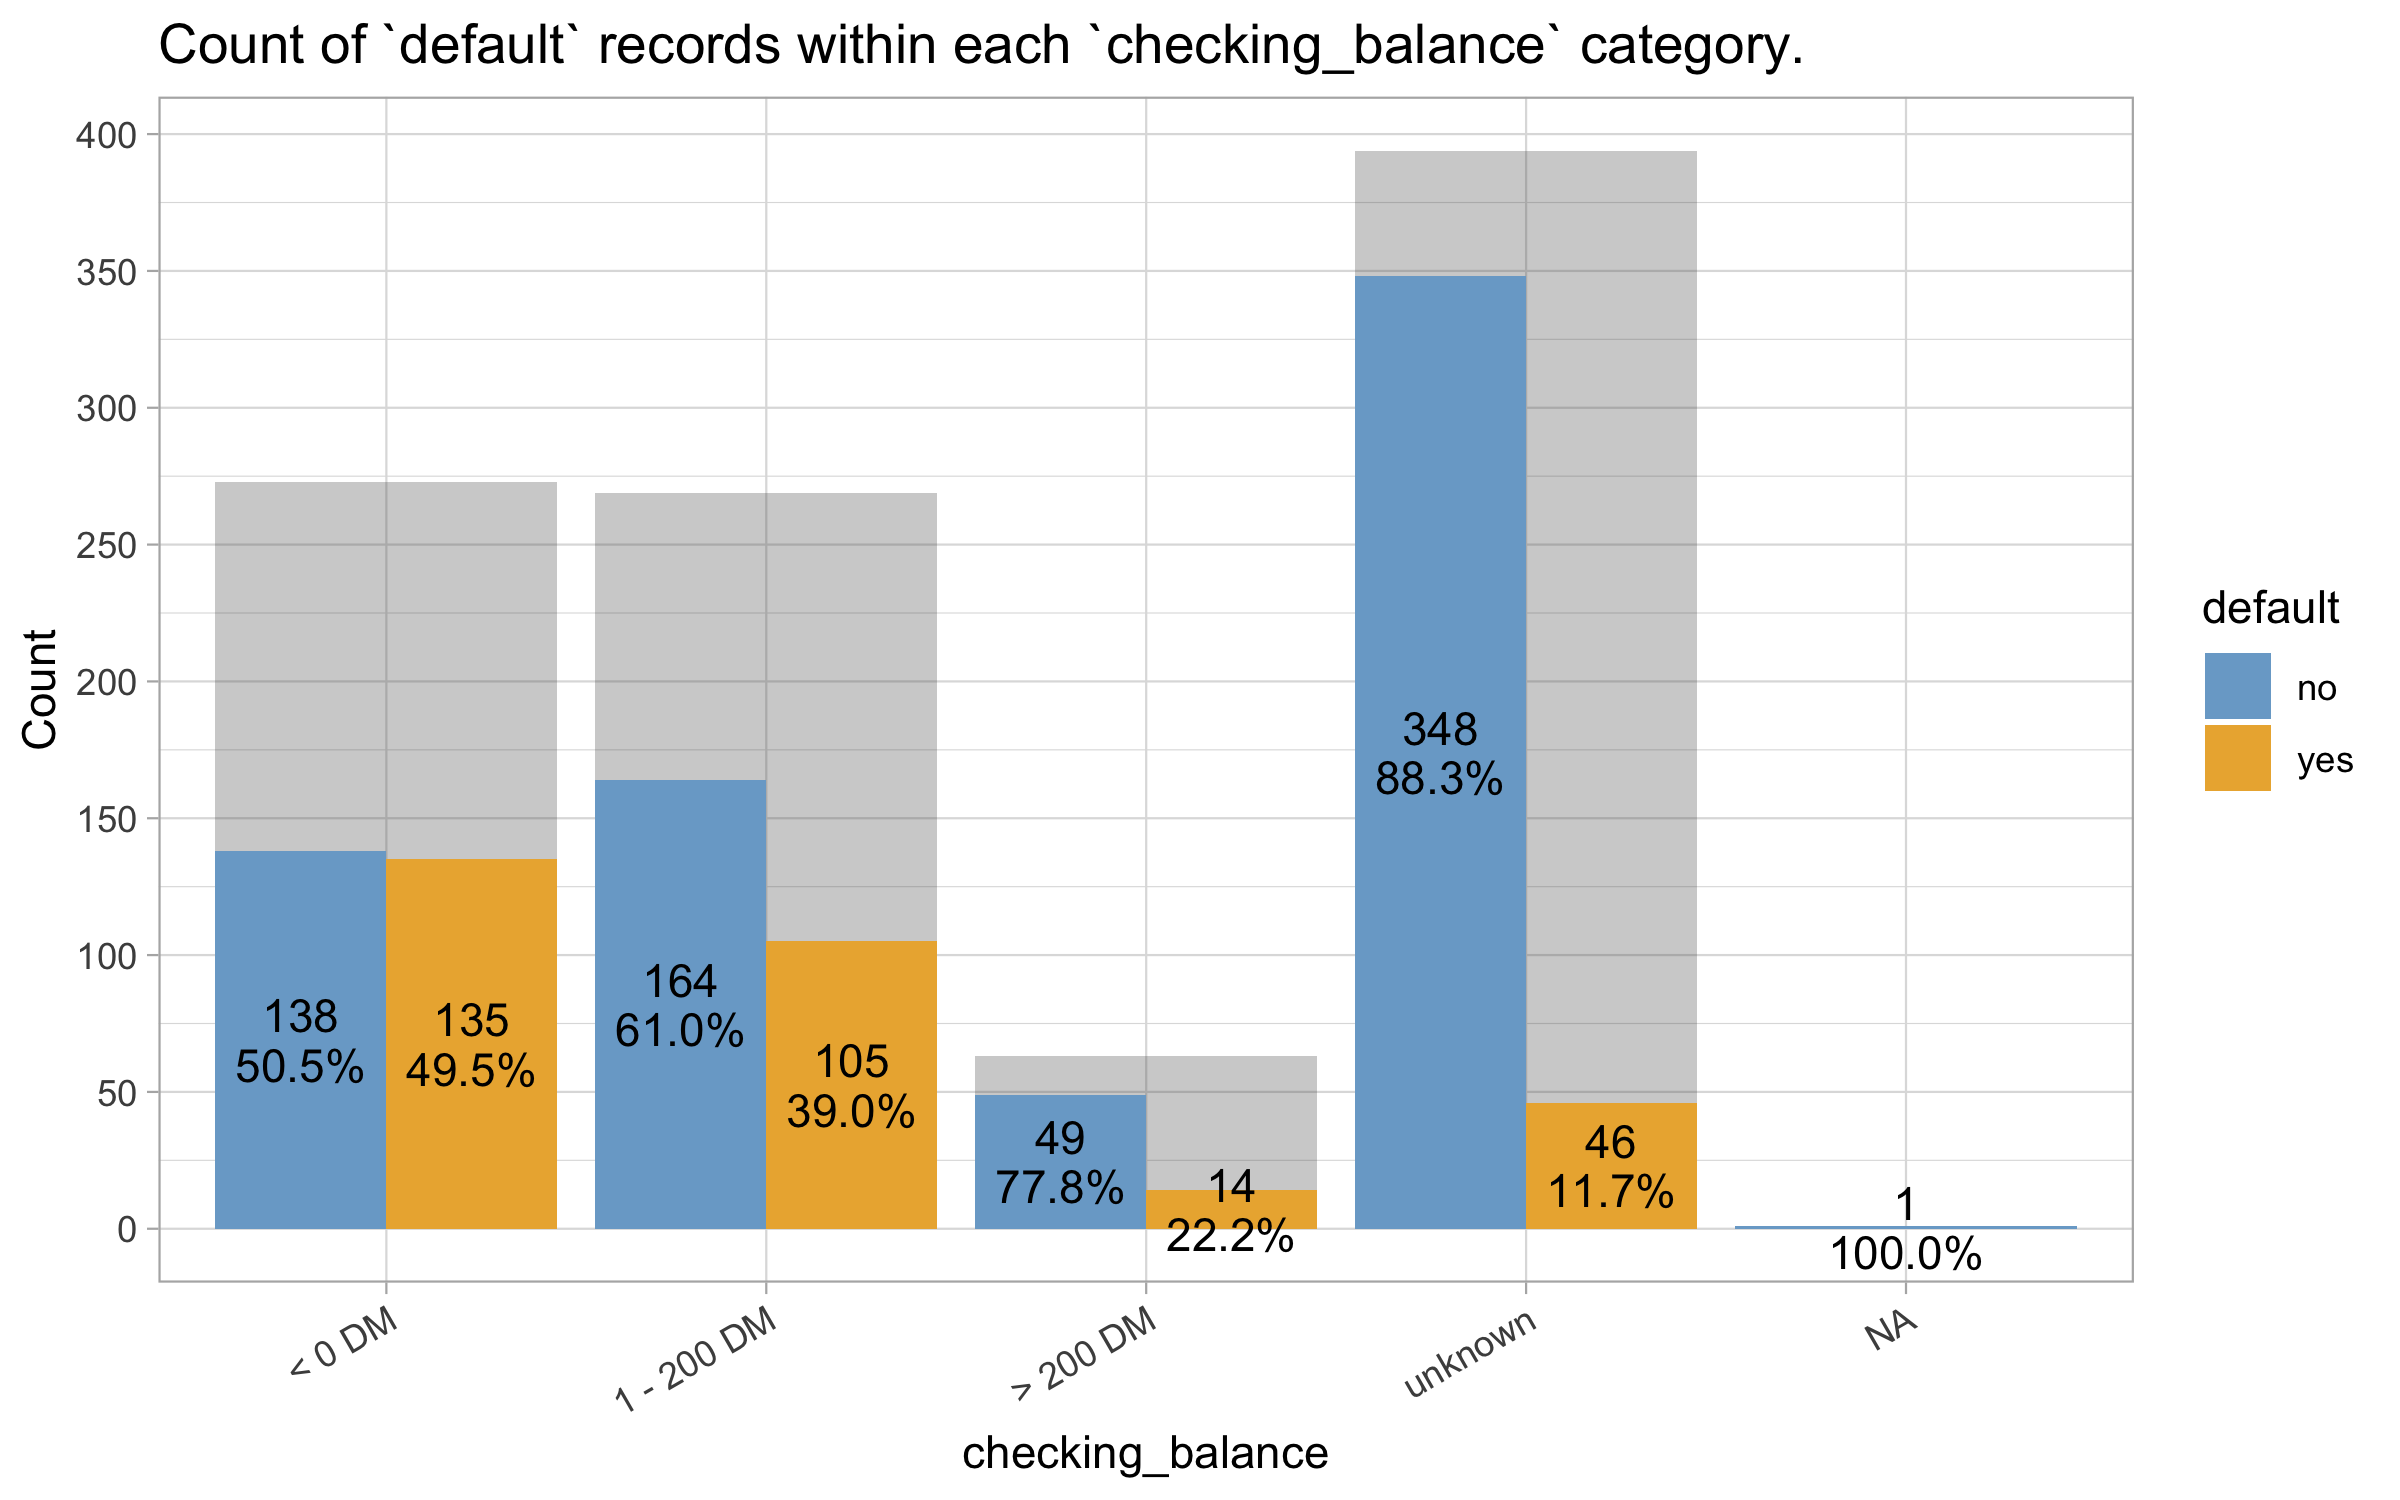 Count of `default` records within each `checking_balance` category.
400
350
300
250
200
150
100
50
0
Count
138
50.5%
135
49.5%
164
61.0%
105
39.0%
49
77.8%
14
22.2%
348
88.3%
46
11.7%
1
100.0%
< 0 DM
1 - 200 DM
> 200 DM
unknown
NA
checking_balance
default
no
yes